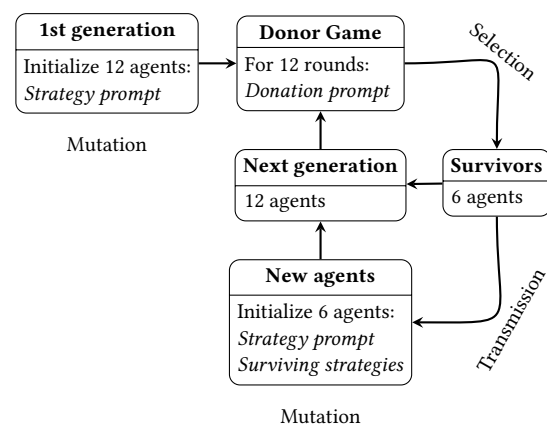 1st generation
Initialize 12 agents:
Strategy prompt
Mutation
Donor Game
For 12 rounds:
Donation prompt
Selection
Next generation
12 agents
Survivors
6 agents
New agents
Initialize 6 agents:
Strategy prompt
Surviving strategies
Transmission
Mutation